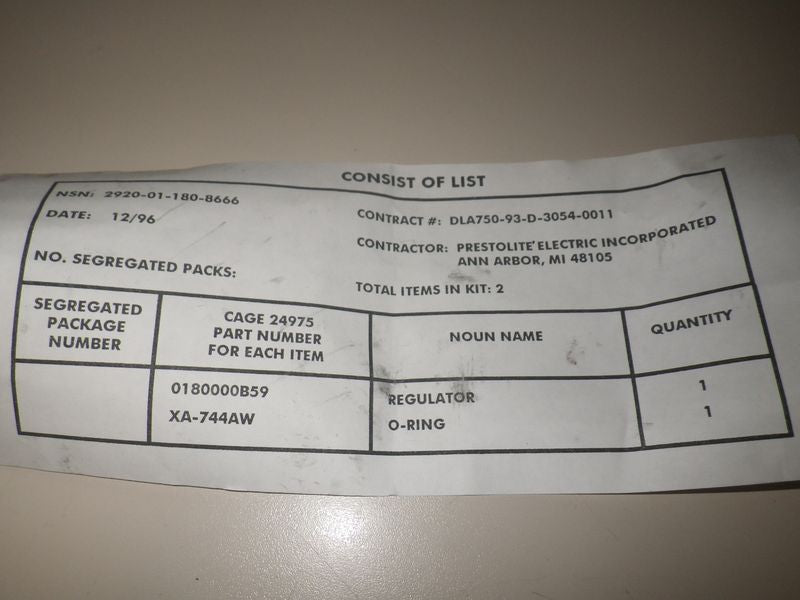 CONSIST OF LIST
NSN: 2920-01-180-8666
DATE: 12/96
CONTRACT #: DLA750-93-D-3054-0011
CONTRACTOR: PRESTOLITE ELECTRIC INCORPORATED
ANN ARBOR, MI 48105
NO. SEGREGATED PACKS:
TOTAL ITEMS IN KIT: 2
SEGREGATED
PACKAGE
NUMBER
CAGE 24975
PART NUMBER
FOR EACH ITEM
NOUN NAME
QUANTITY
0180000B59 REGULATOR 1
XA-744AW O-RING 1